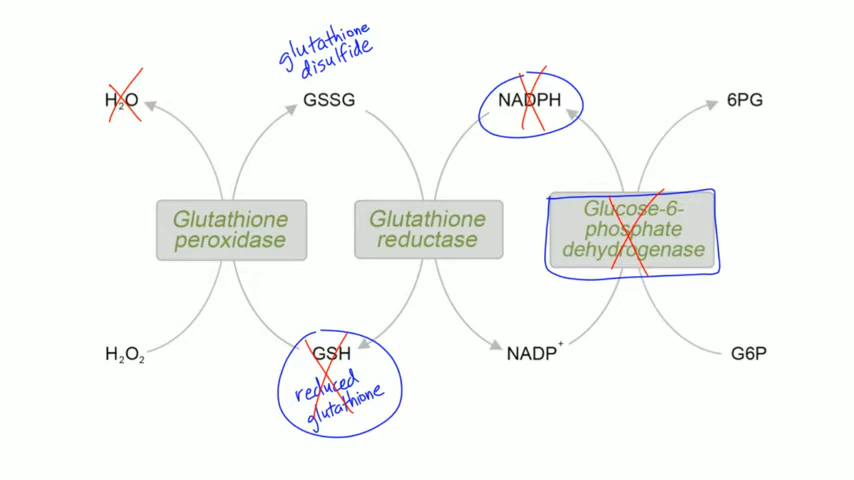 glutathione
disulfide
H₂O
GSSG
NADPH
6PG
Glutathione
peroxidase
Glutathione
reductase
Glucose-6-
phosphate
dehydrogenase
H₂O₂
GSH
NADP⁺
G6P
reduced
glutathione